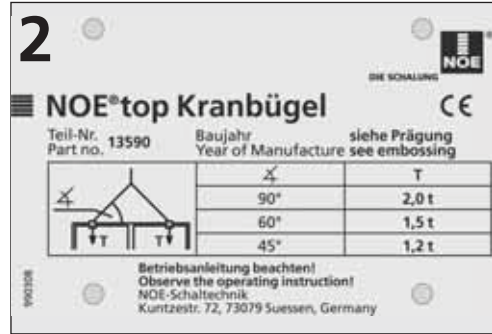 2
NOE®
DIE SCHALUNG
NOE®top Kranbügel CE
Teil-Nr. 13590 Baujahr siehe Prägung
Part no. Year of Manufacture see embossing
∡ T
90° 2,0 t
60° 1,5 t
45° 1,2 t
∡
T T
Betriebsanleitung beachten!
Observe the operating instruction!
NOE-Schaltechnik
Kuntzestr. 72, 73079 Suessen, Germany
990308